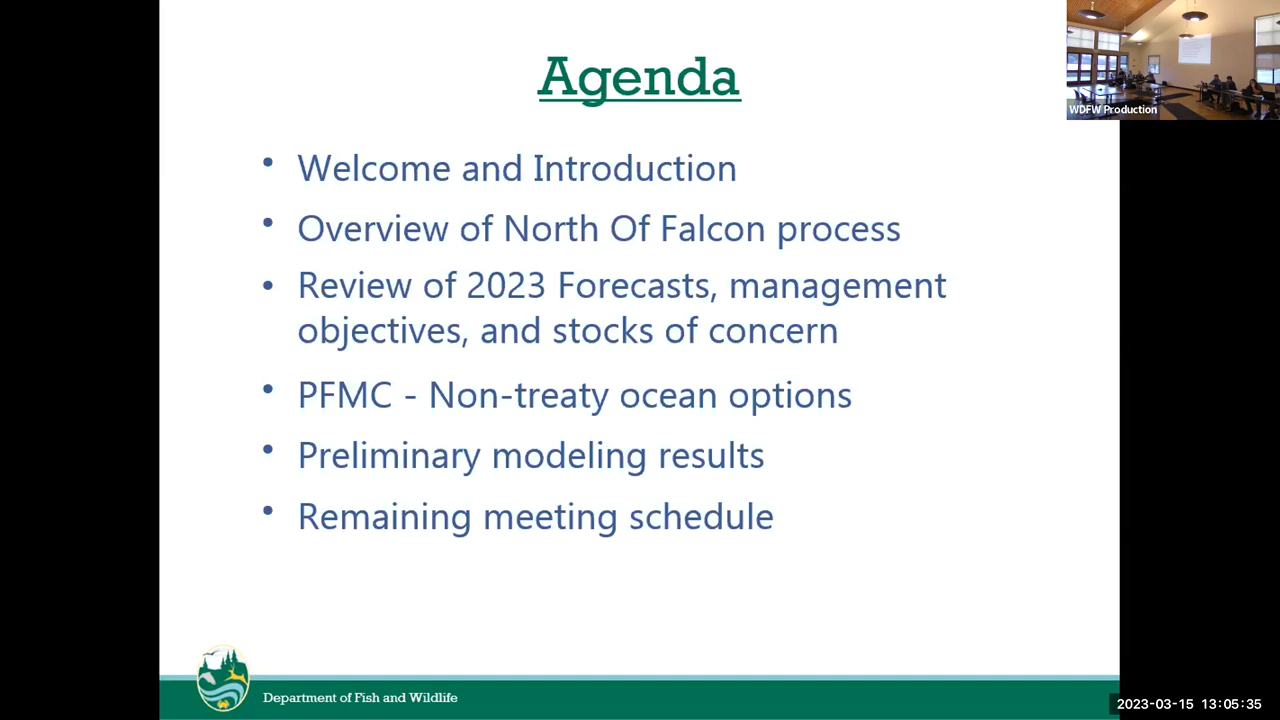 Agenda
WDFW Production
• Welcome and Introduction
• Overview of North Of Falcon process
• Review of 2023 Forecasts, management
objectives, and stocks of concern
• PFMC - Non-treaty ocean options
• Preliminary modeling results
• Remaining meeting schedule
Department of Fish and Wildlife
2023-03-15 13:05:35